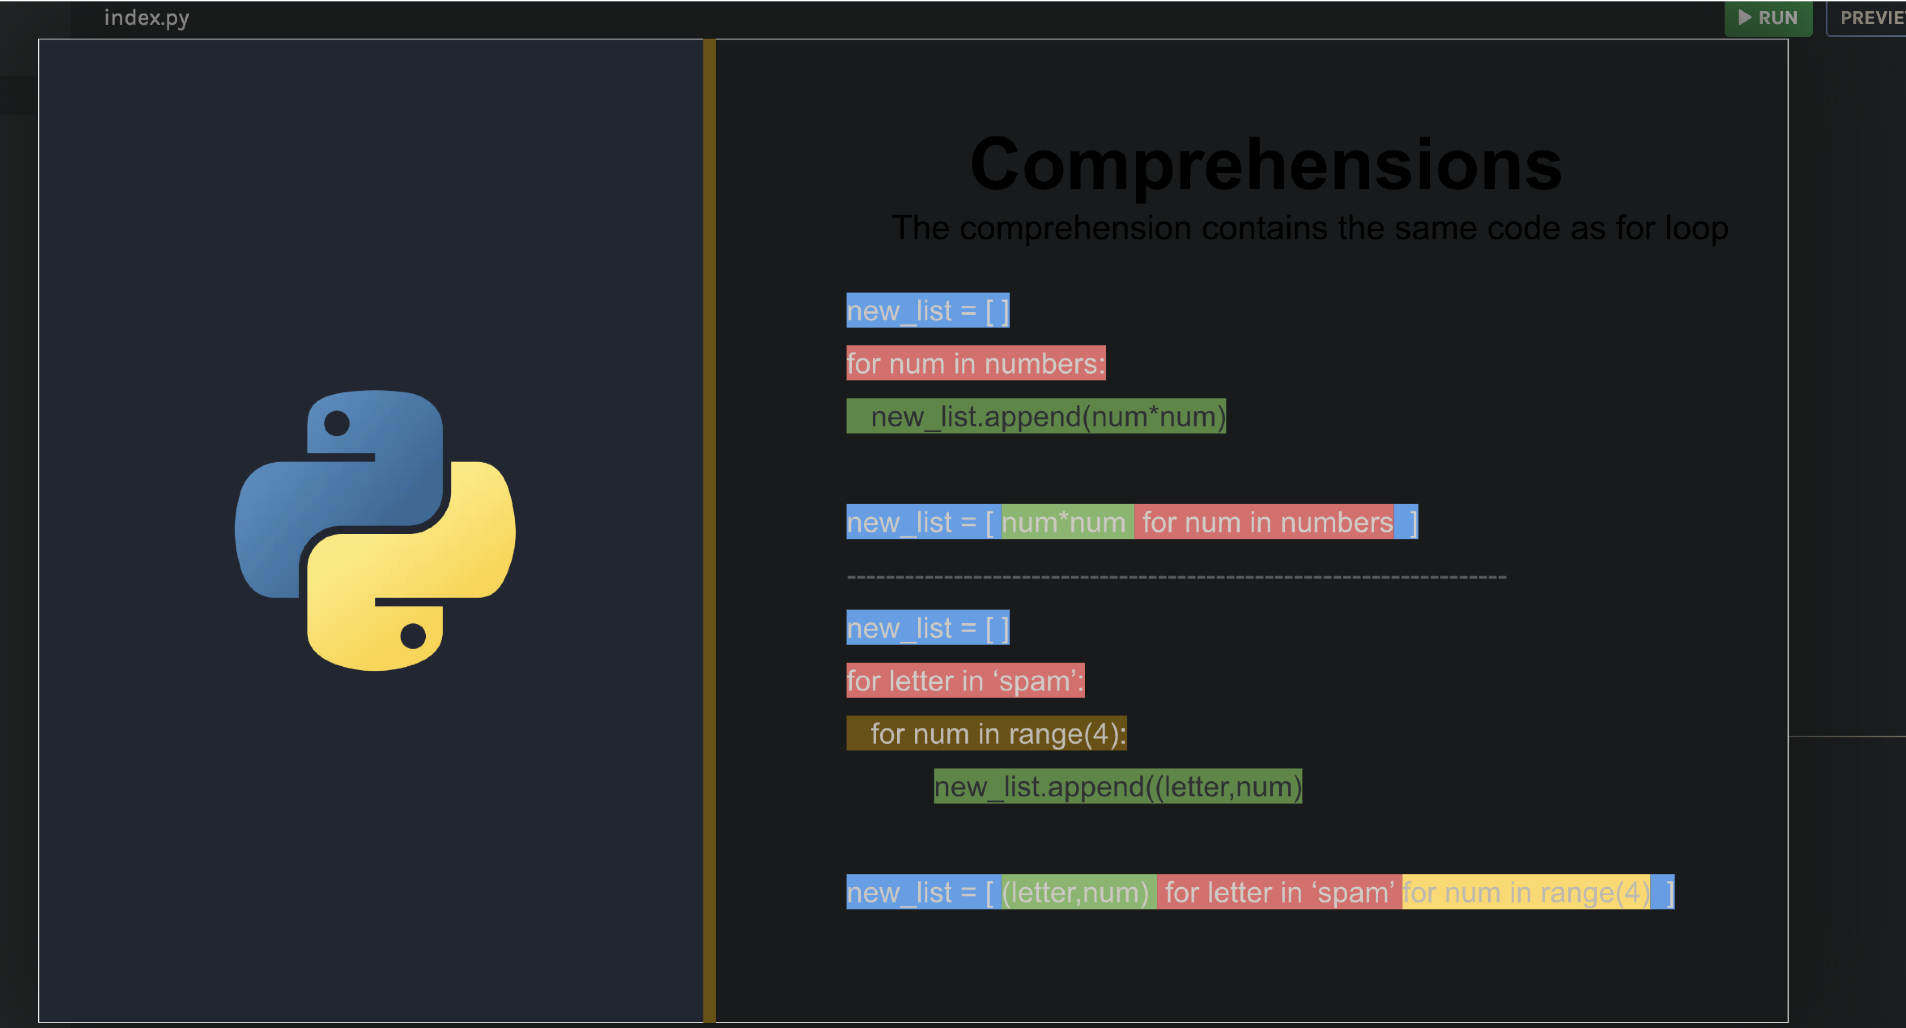 index.py
RUN
PREVIE
Comprehensions
The comprehension contains the same code as for loop
new_list = [ ]
for num in numbers:
new_list.append(num*num)
new_list = [ num*num for num in numbers ]
--------------------------------------------------------------------
new_list = [ ]
for letter in ‘spam’:
for num in range(4):
new_list.append((letter,num)
new_list = [ (letter,num) for letter in ‘spam’ for num in range(4) ]